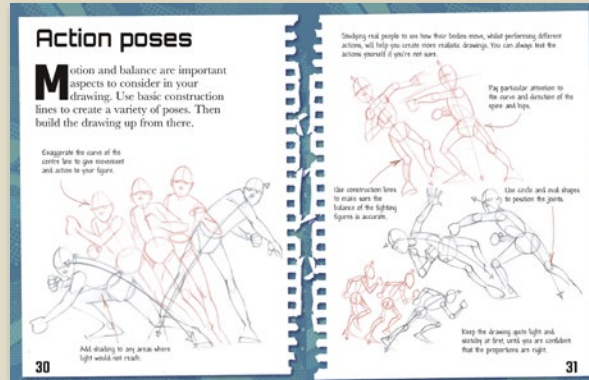 Action poses
Motion and balance are important
aspects to consider in your
drawing. Use basic construction
lines to create a variety of poses. Then
build the drawing up from there.
Exaggerate the curve of the
centre line to give movement
and action to your figure.
Add shading to any areas where
light would not reach.
30
Studying real people to see how their bodies move, whilst performing different
actions, will help you create more realistic drawings. You can always test the
actions yourself if you're not sure.
Pay particular attention to
the curve and direction of the
spine and hips.
Use construction lines
to make sure the
balance of the fighting
figures is accurate.
Use circle and oval shapes
to position the joints.
Keep the drawing quite light and
sketchy at first, until you are confident
that the proportions are right.
31